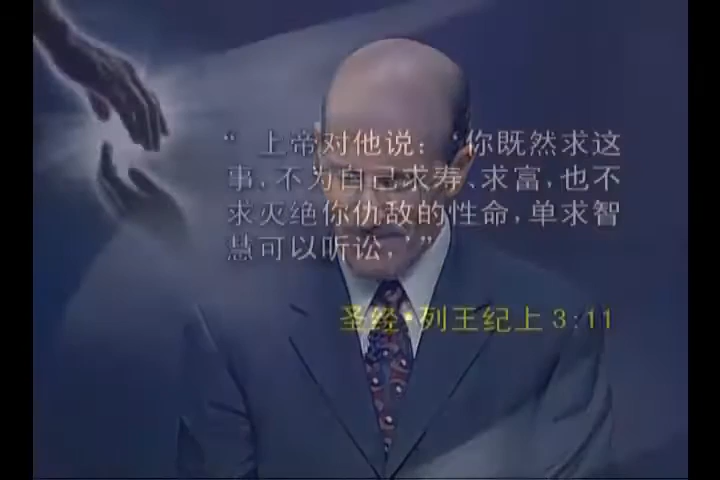 “ 上帝对他说：‘你既然求这
事，不为自己求寿、求富，也不
求灭绝你仇敌的性命，单求智
慧可以听讼，’”
圣经·列王纪上 3:11